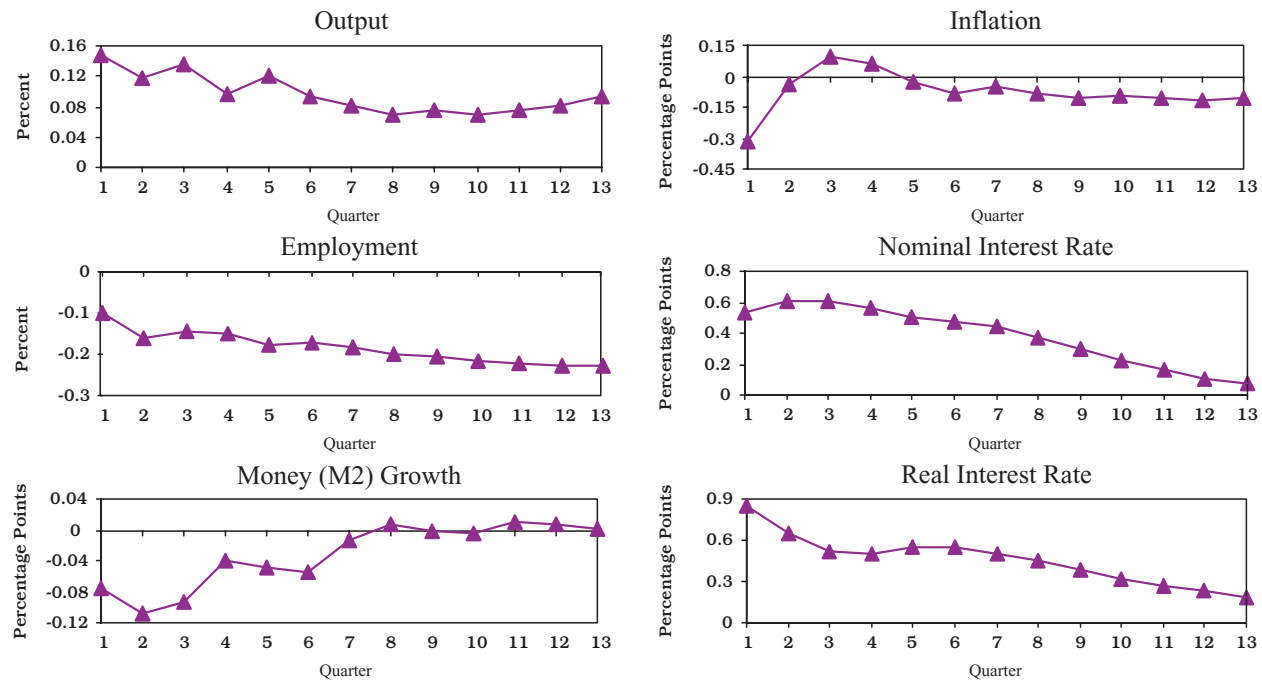 Output
0.16
0.12
0.08
0.04
0
Percent
1 2 3 4 5 6 7 8 9 10 11 12 13
Quarter
Inflation
0.15
0
-0.15
-0.3
-0.45
Percentage Points
1 2 3 4 5 6 7 8 9 10 11 12 13
Quarter
Employment
0
-0.1
-0.2
-0.3
Percent
1 2 3 4 5 6 7 8 9 10 11 12 13
Quarter
Nominal Interest Rate
0.8
0.6
0.4
0.2
0
Percentage Points
1 2 3 4 5 6 7 8 9 10 11 12 13
Quarter
Money (M2) Growth
0.04
0
-0.04
-0.08
-0.12
Percentage Points
1 2 3 4 5 6 7 8 9 10 11 12 13
Quarter
Real Interest Rate
0.9
0.6
0.3
0
Percentage Points
1 2 3 4 5 6 7 8 9 10 11 12 13
Quarter